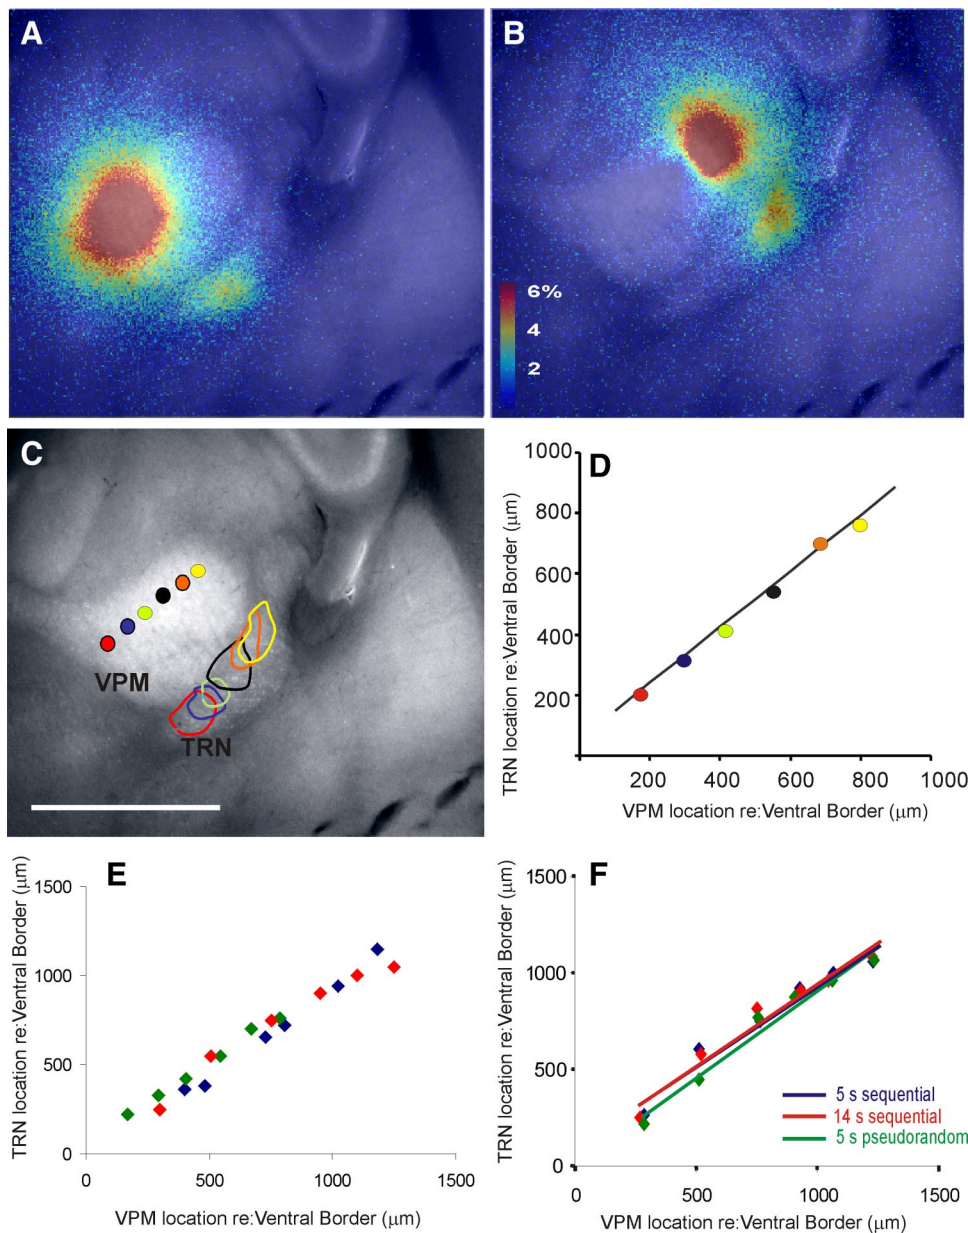 A
B
6%
4
2
C
VPM
TRN
D
TRN location re:Ventral Border (µm)
1000
800
600
400
200
200 400 600 800 1000
VPM location re:Ventral Border (µm)
E
TRN location re:Ventral Border (µm)
1500
1000
500
0
0 500 1000 1500
VPM location re:Ventral Border (µm)
F
TRN location re:Ventral Border (µm)
1500
1000
500
0
5 s sequential
14 s sequential
5 s pseudorandom
0 500 1000 1500
VPM location re:Ventral Border (µm)